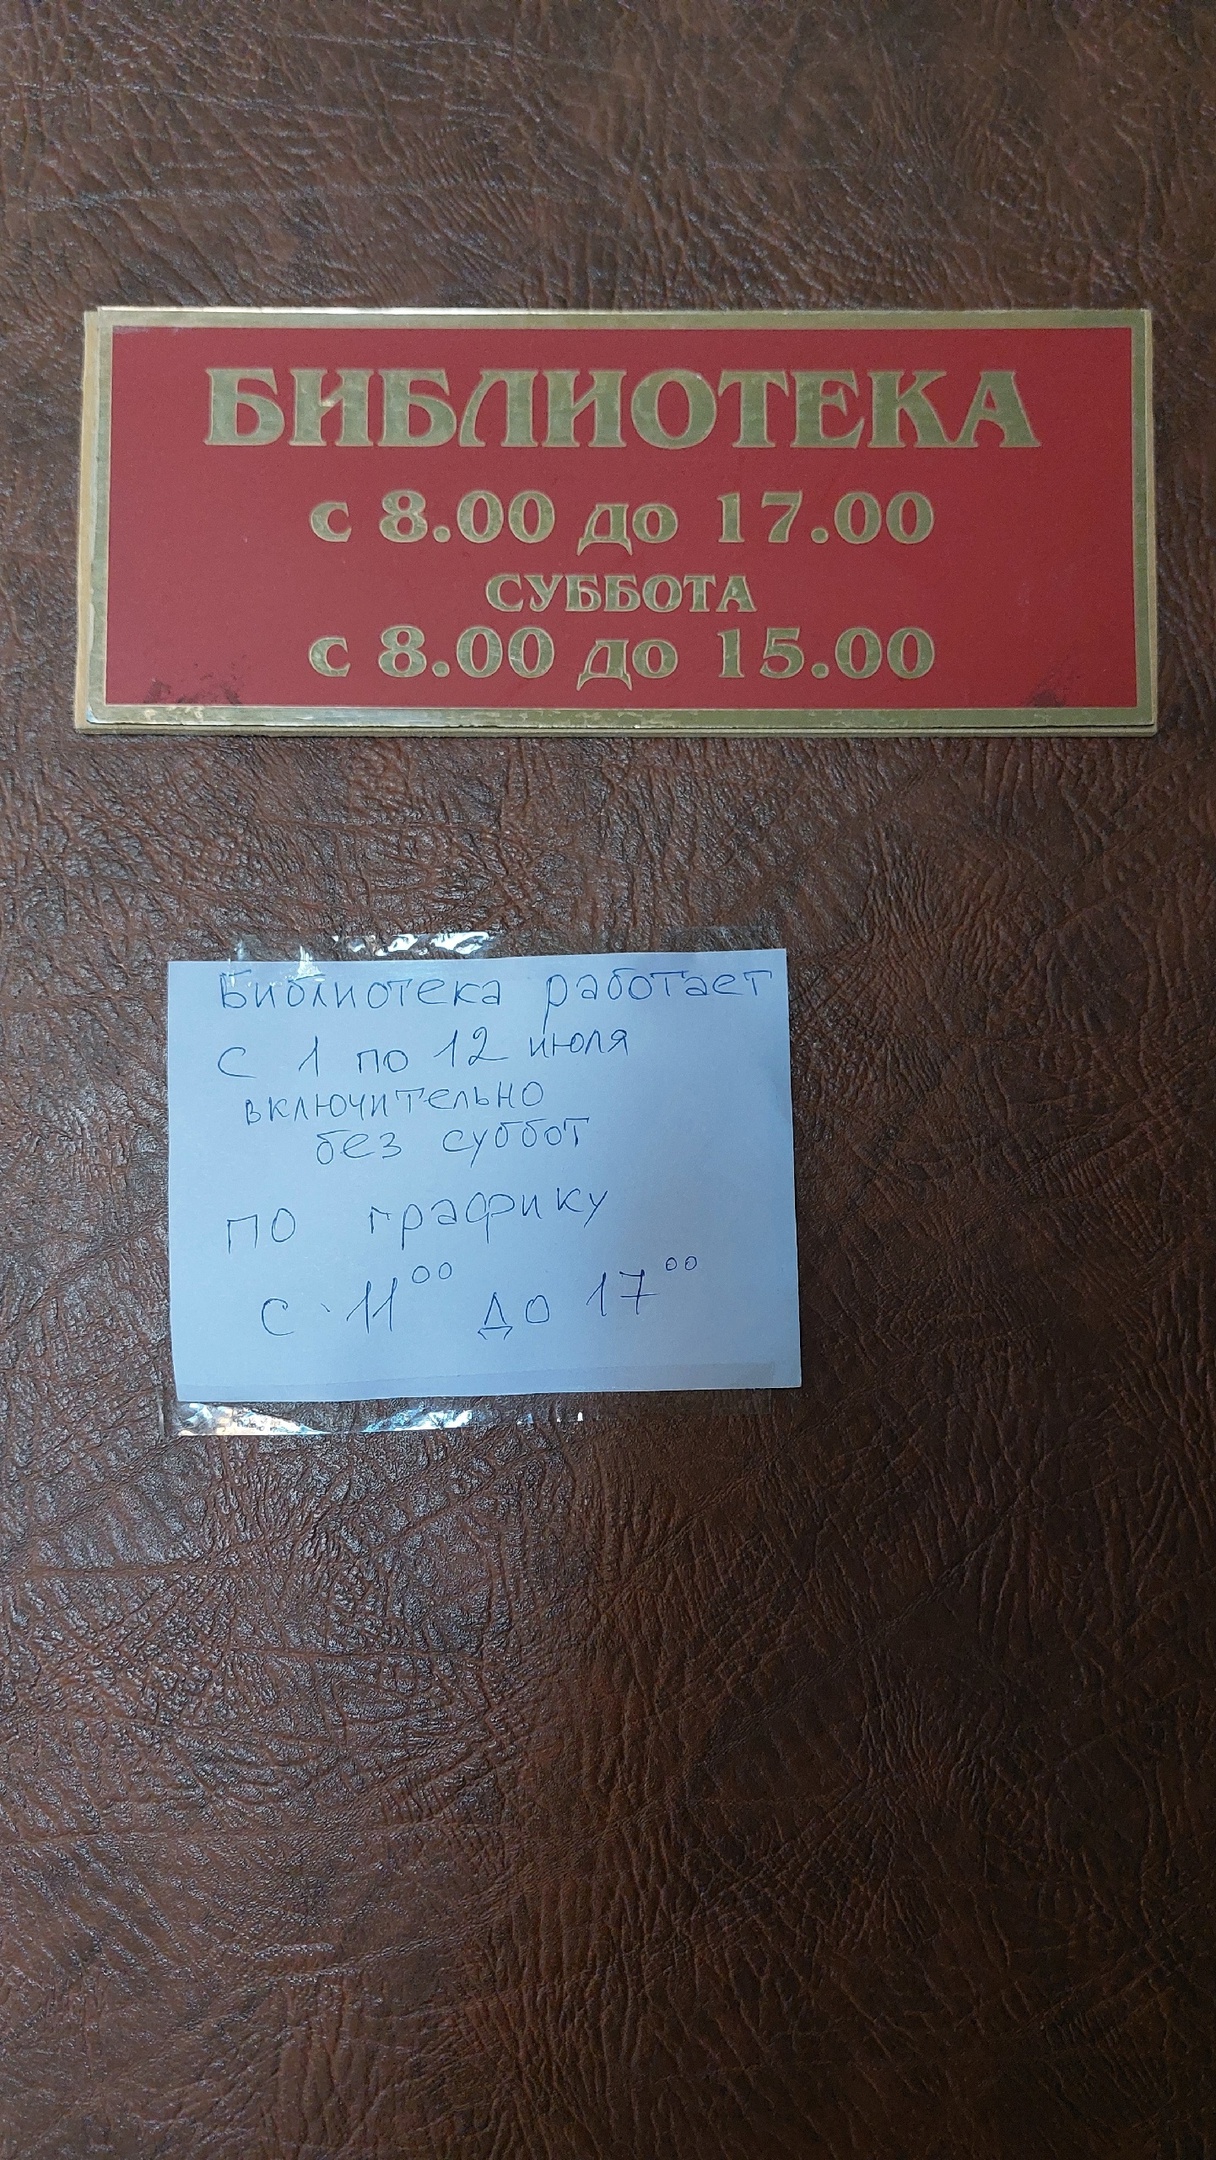 БИБЛИОТЕКА
с 8.00 до 17.00
СУББОТА
с 8.00 до 15.00
Библиотека работает
с 1 по 12 июля
включительно
без суббот
по графику
с 11⁰⁰ до 17⁰⁰